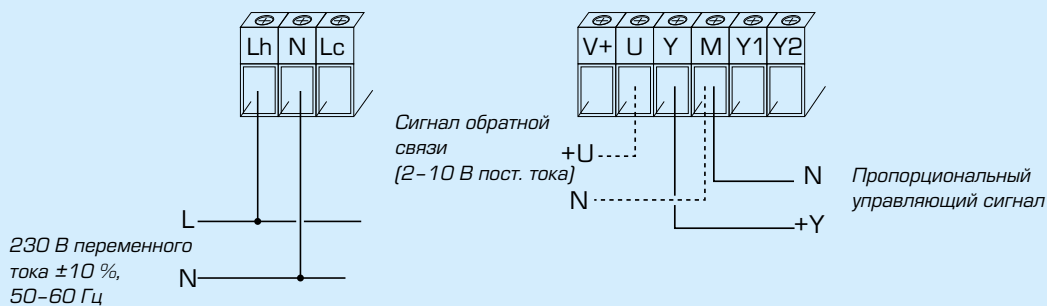 Lh N Lc
V+ U Y M Y1 Y2
Сигнал обратной
связи
(2–10 В пост. тока)
+U
N
N
+Y
Пропорциональный
управляющий сигнал
L
N
230 В переменного
тока ±10 %,
50–60 Гц